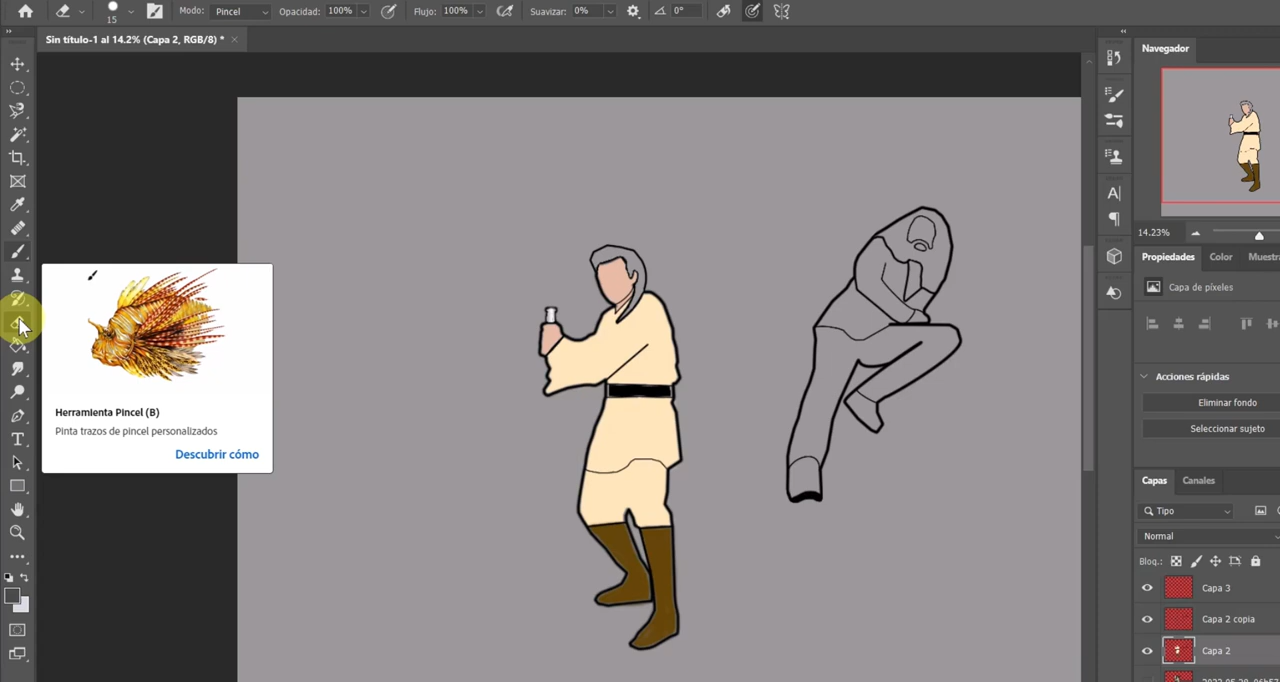 Modo: Pincel Opacidad: 100% Flujo: 100% Suavizar: 0% 0°
15
Sin título-1 al 14.2% (Capa 2, RGB/8) *
Navegador
14.23%
Propiedades Color Muestra
Capa de píxeles
Acciones rápidas
Eliminar fondo
Seleccionar sujeto
Herramienta Pincel (B)
Pinta trazos de pincel personalizados
Descubrir cómo
Capas Canales
Tipo
Normal
Bloq.:
Capa 3
Capa 2 copia
Capa 2